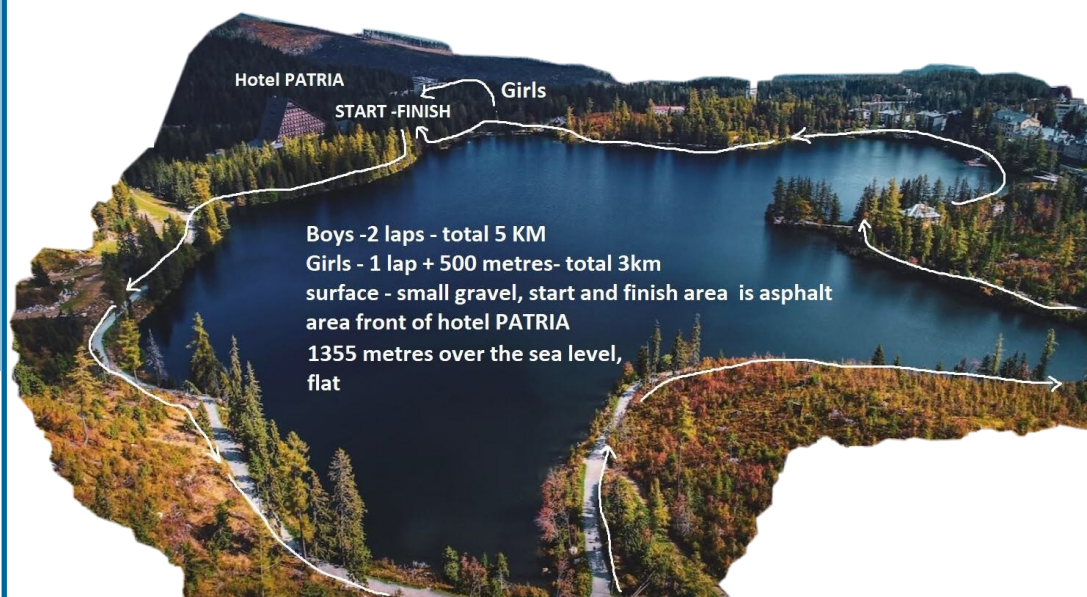 Hotel PATRIA
Girls
START -FINISH
Boys -2 laps - total 5 KM
Girls - 1 lap + 500 metres- total 3km
surface - small gravel, start and finish area is asphalt
area front of hotel PATRIA
1355 metres over the sea level,
flat